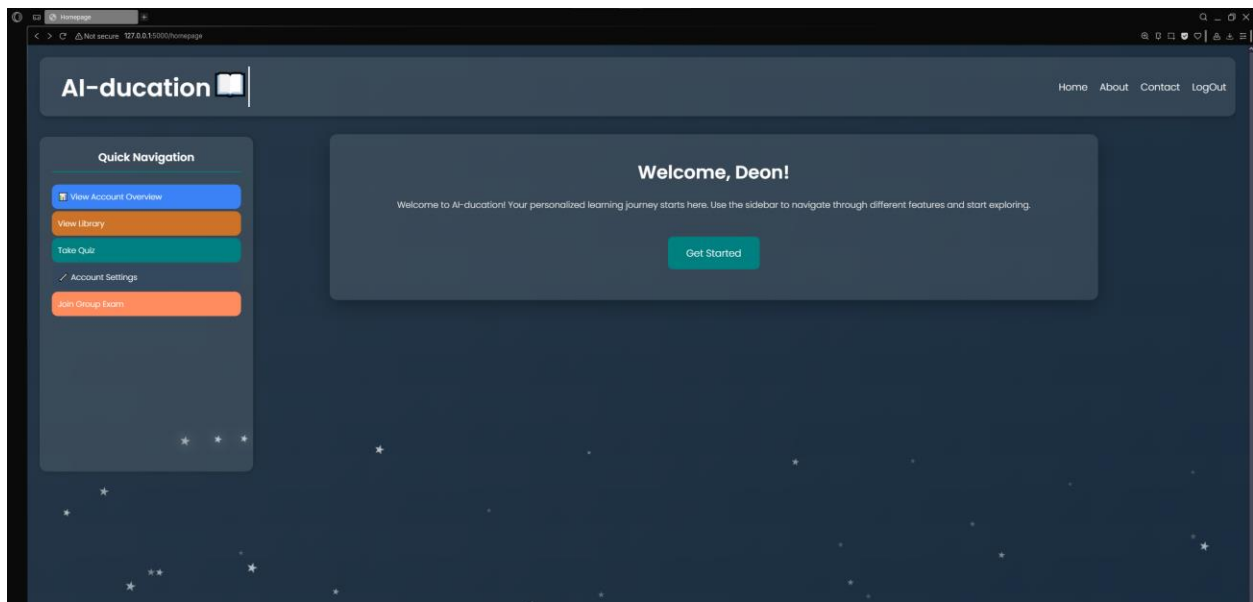 Homepage
Not secure 127.0.0.1:5000/homepage
AI-ducation
Home About Contact LogOut
Quick Navigation
View Account Overview
View Library
Take Quiz
Account Settings
Join Group Exam
Welcome, Deon!
Welcome to AI-ducation! Your personalized learning journey starts here. Use the sidebar to navigate through different features and start exploring.
Get Started